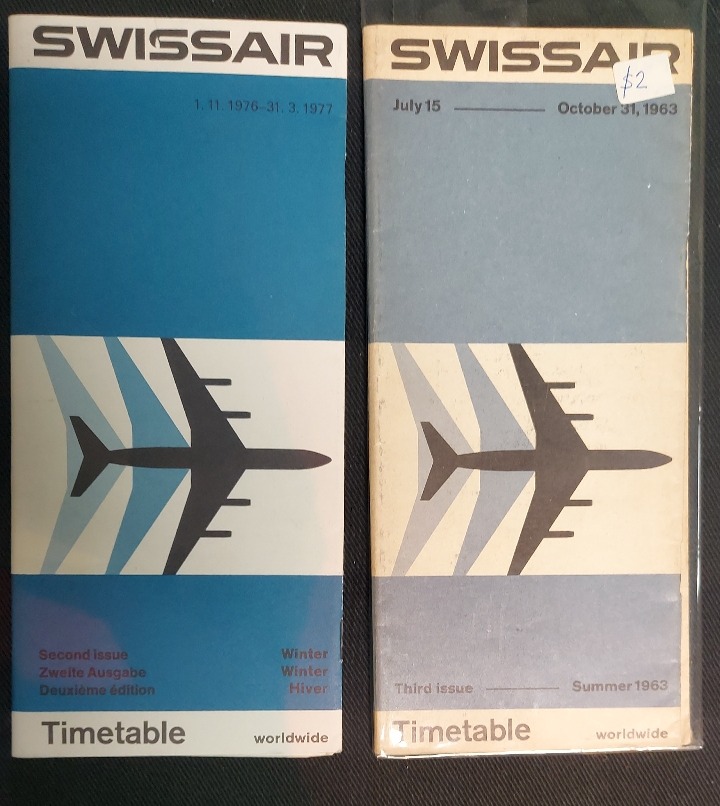 SWISSAIR
1. 11. 1976–31. 3. 1977
Second issue Winter
Zweite Ausgabe Winter
Deuxième édition Hiver
Timetable worldwide
SWISSAIR
$2
July 15 — October 31, 1963
Third issue — Summer 1963
Timetable worldwide